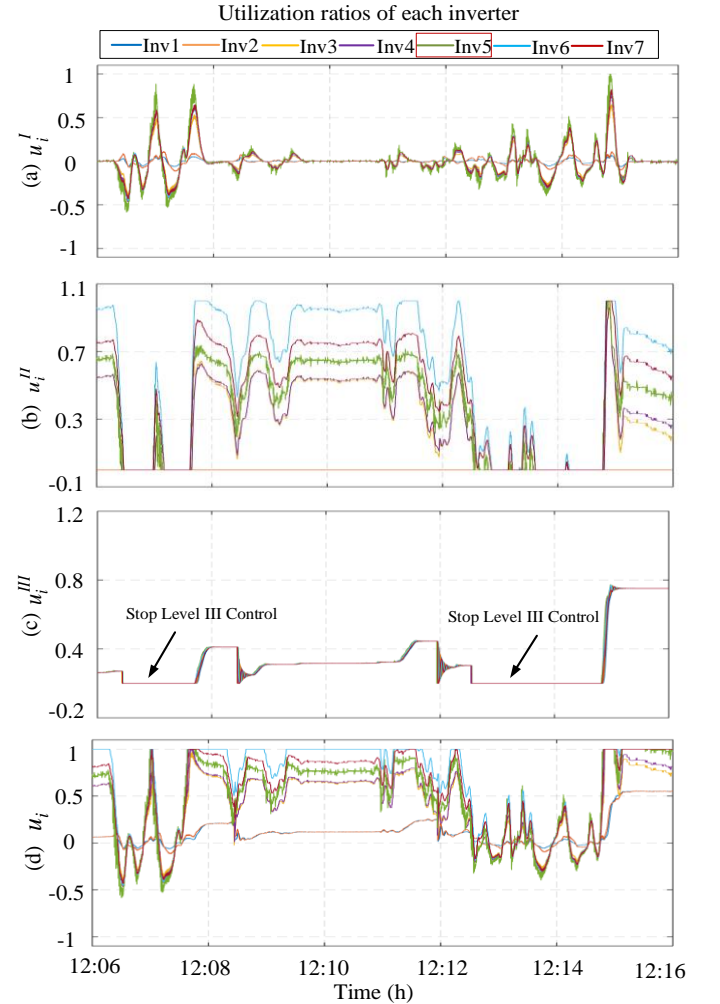 Utilization ratios of each inverter
Inv1 Inv2 Inv3 Inv4 Inv5 Inv6 Inv7
1
0.5
0
-0.5
-1
(a) u_i^I
1.1
0.7
0.3
-0.1
(b) u_i^II
1.2
0.8
0.4
-0.2
(c) u_i^III
Stop Level III Control
Stop Level III Control
1
0.5
0
-0.5
-1
(d) u_i
12:06 12:08 12:10 12:12 12:14 12:16
Time (h)